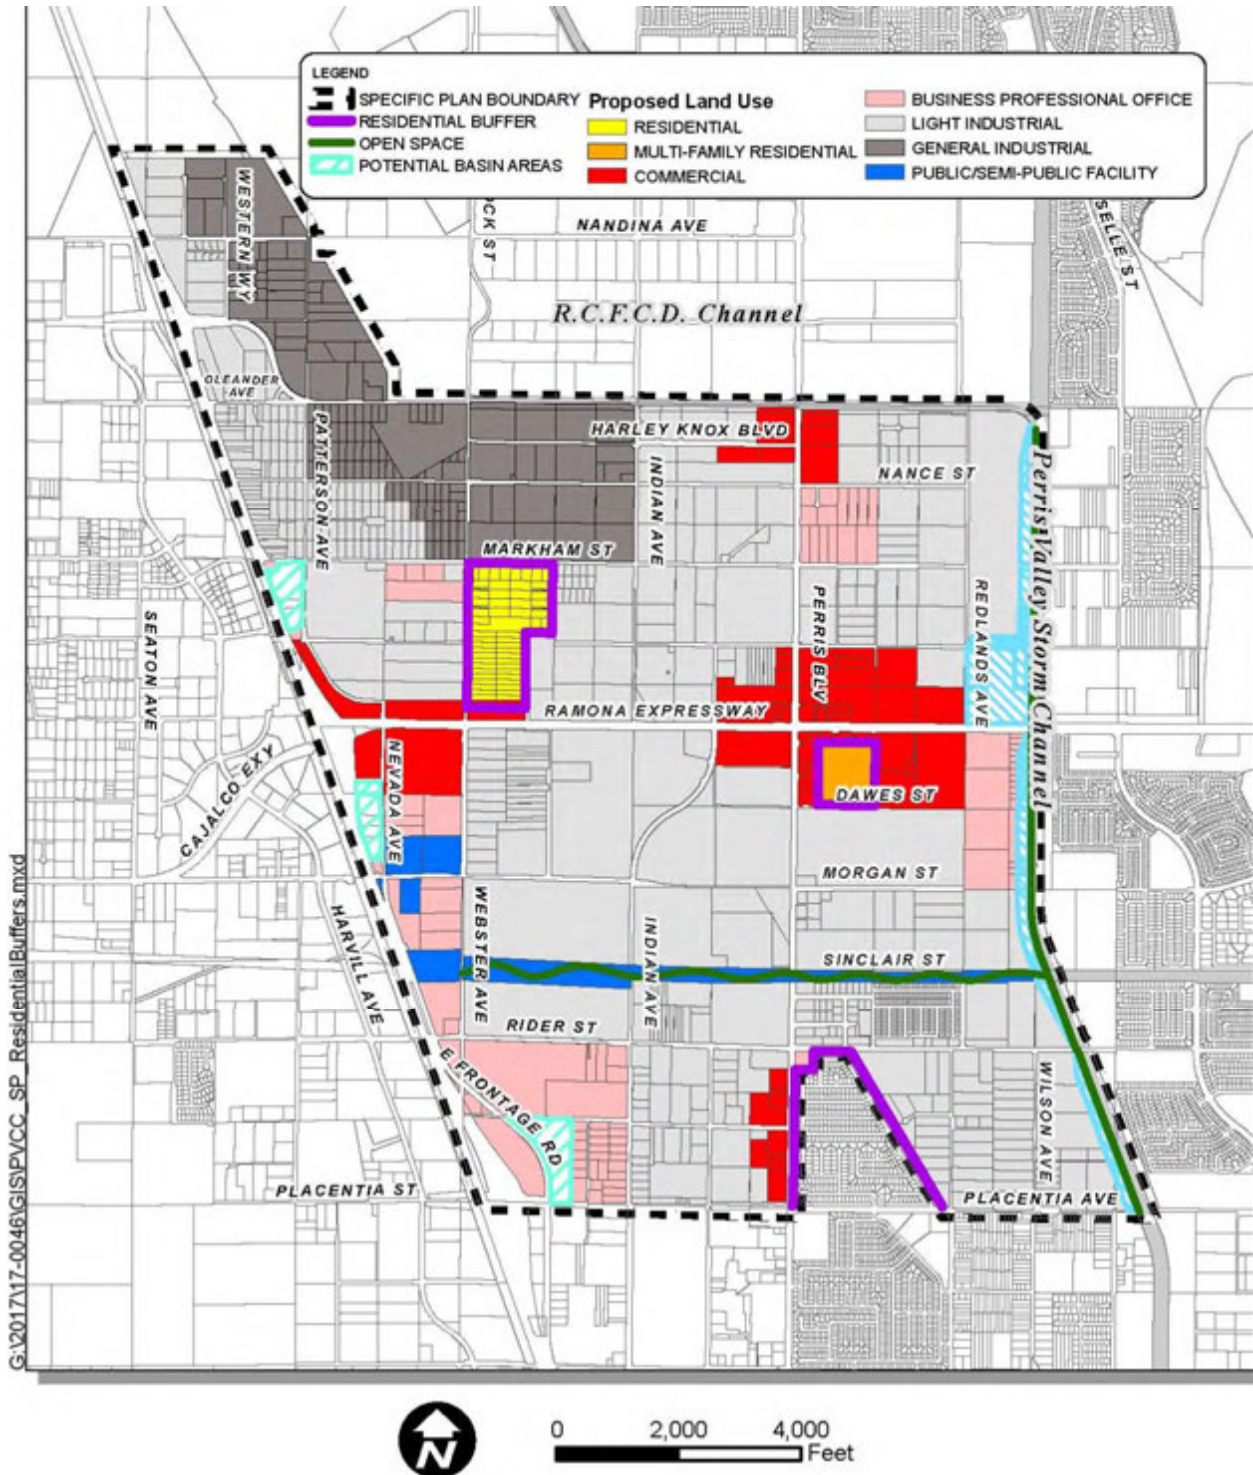 LEGEND
SPECIFIC PLAN BOUNDARY
RESIDENTIAL BUFFER
OPEN SPACE
POTENTIAL BASIN AREAS
Proposed Land Use
RESIDENTIAL
MULTI-FAMILY RESIDENTIAL
COMMERCIAL
BUSINESS PROFESSIONAL OFFICE
LIGHT INDUSTRIAL
GENERAL INDUSTRIAL
PUBLIC/SEMI-PUBLIC FACILITY
WESTERN WY
OCK ST
NANDINA AVE
SELLE ST
R.C.F.C.D. Channel
OLEANDER
AVE
PATTERSON AVE
HARLEY KNOX BLVD
INDIAN AVE
NANCE ST
Perris Valley Storm Channel
MARKHAM ST
SEATON AVE
PERRIS BLV
REDLANDS AVE
RAMONA EXPRESSWAY
NEVADA AVE
CAJALCO EXY
DAWES ST
MORGAN ST
HARVILL AVE
WEBSTER AVE
INDIAN AVE
SINCLAIR ST
RIDER ST
E FRONTAGE RD
WILSON AVE
PLACENTIA ST
PLACENTIA AVE
G:\2017\17-0046\GIS\PVCC_SP_ResidentialBuffers.mxd
N
0 2,000 4,000
Feet